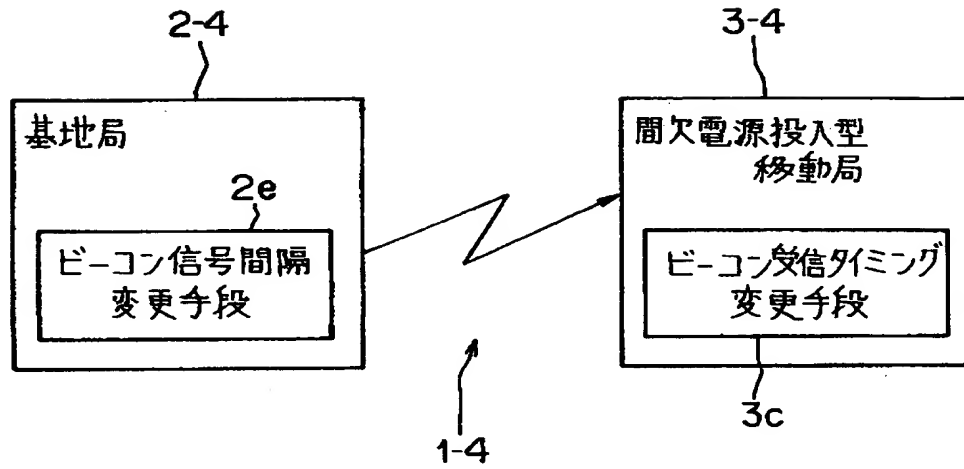 2-4
3-4
基地局
間欠電源投入型
移動局
2e
ビーコン信号間隔
変更手段
ビーコン受信タイミング
変更手段
3c
1-4